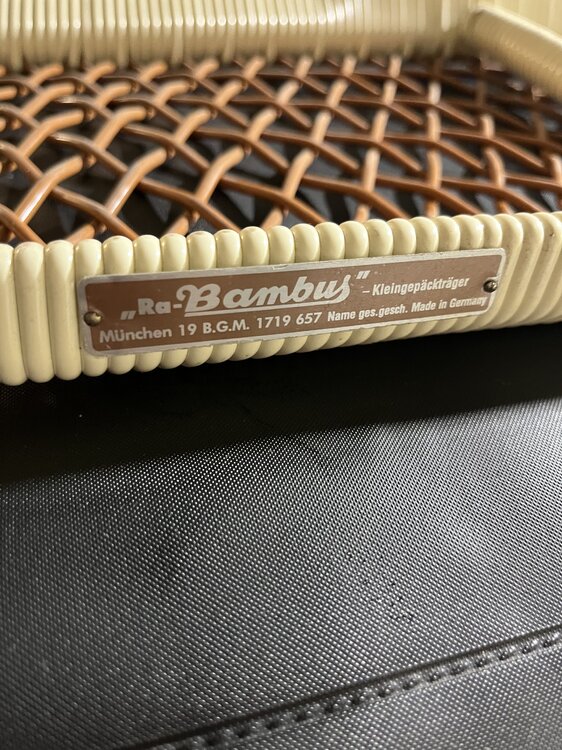 „Ra-Bambus" -Kleingepäckträger
München 19 B.G.M. 1719 657 Name ges.gesch. Made in Germany